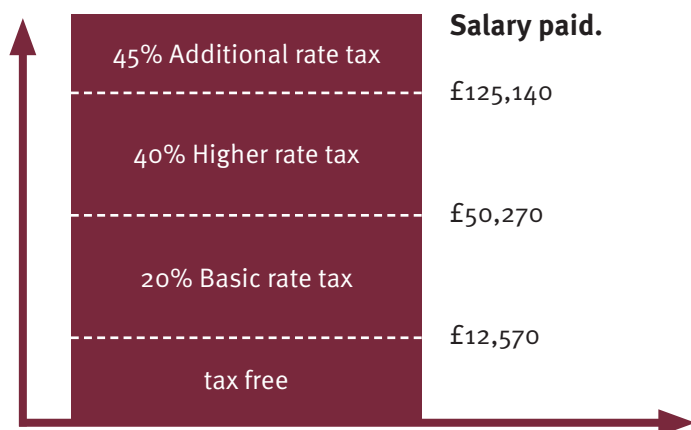 Salary paid.
45% Additional rate tax
£125,140
40% Higher rate tax
£50,270
20% Basic rate tax
£12,570
tax free